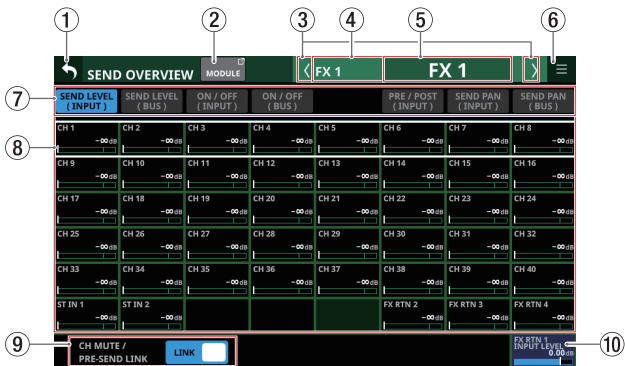 1 2 3 4 5 6
SEND OVERVIEW MODULE FX 1 FX 1
7
SEND LEVEL SEND LEVEL ON / OFF ON / OFF PRE / POST SEND PAN SEND PAN
( INPUT ) ( BUS ) ( INPUT ) ( BUS ) ( INPUT ) ( INPUT ) ( BUS )
8
CH 1 CH 2 CH 3 CH 4 CH 5 CH 6 CH 7 CH 8
-∞dB -∞dB -∞dB -∞dB -∞dB -∞dB -∞dB -∞dB
CH 9 CH 10 CH 11 CH 12 CH 13 CH 14 CH 15 CH 16
-∞dB -∞dB -∞dB -∞dB -∞dB -∞dB -∞dB -∞dB
CH 17 CH 18 CH 19 CH 20 CH 21 CH 22 CH 23 CH 24
-∞dB -∞dB -∞dB -∞dB -∞dB -∞dB -∞dB -∞dB
CH 25 CH 26 CH 27 CH 28 CH 29 CH 30 CH 31 CH 32
-∞dB -∞dB -∞dB -∞dB -∞dB -∞dB -∞dB -∞dB
CH 33 CH 34 CH 35 CH 36 CH 37 CH 38 CH 39 CH 40
-∞dB -∞dB -∞dB -∞dB -∞dB -∞dB -∞dB -∞dB
ST IN 1 ST IN 2 FX RTN 2 FX RTN 3 FX RTN 4
-∞dB -∞dB -∞dB -∞dB -∞dB
9 10
CH MUTE /
PRE-SEND LINK LINK
FX RTN 1
INPUT LEVEL
0.00dB